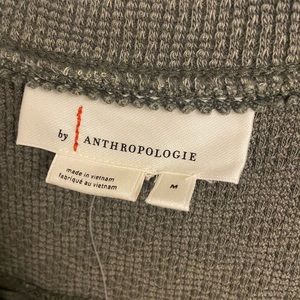 by ANTHROPOLOGIE
made in vietnam
fabriqué au vietnam
M